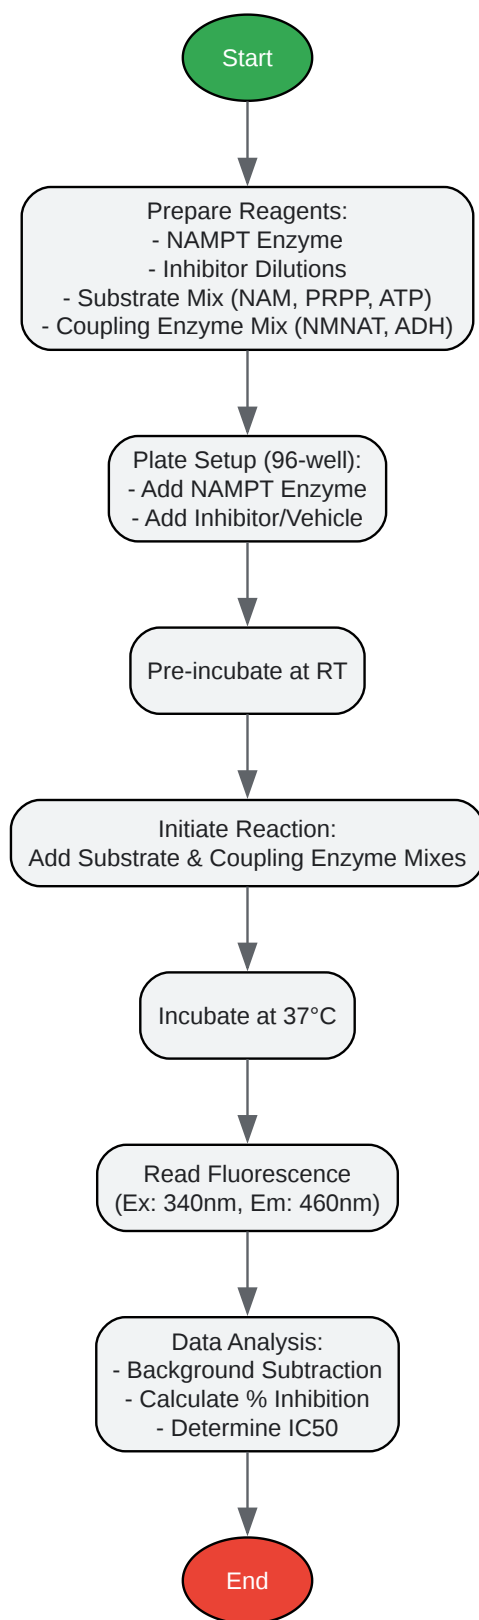 Start
Prepare Reagents:
- NAMPT Enzyme
- Inhibitor Dilutions
- Substrate Mix (NAM, PRPP, ATP)
- Coupling Enzyme Mix (NMNAT, ADH)
Plate Setup (96-well):
- Add NAMPT Enzyme
- Add Inhibitor/Vehicle
Pre-incubate at RT
Initiate Reaction:
Add Substrate & Coupling Enzyme Mixes
Incubate at 37°C
Read Fluorescence
(Ex: 340nm, Em: 460nm)
Data Analysis:
- Background Subtraction
- Calculate % Inhibition
- Determine IC50
End